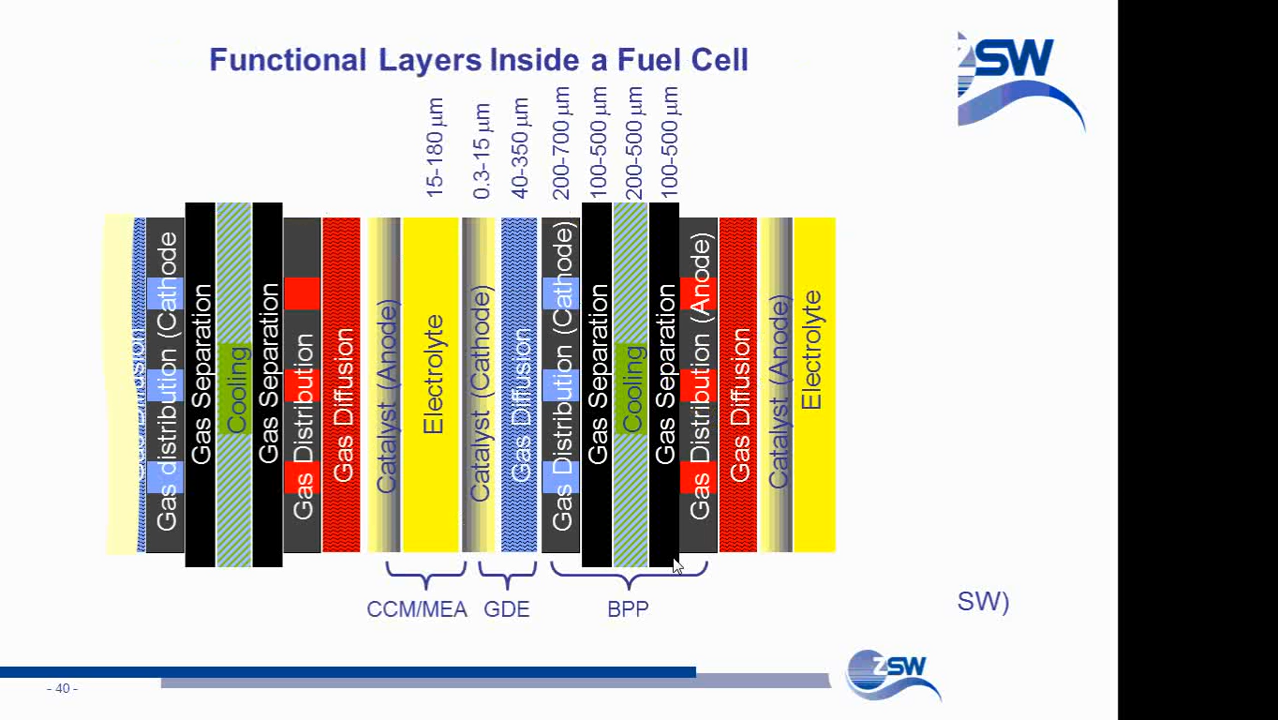 Functional Layers Inside a Fuel Cell
ZSW
15-180 µm
0.3-15 µm
40-350 µm
200-700 µm
100-500 µm
200-500 µm
100-500 µm
Gas distribution (Cathode
Gas Separation
Cooling
Gas Separation
Gas Distribution
Gas Diffusion
Catalyst (Anode)
Electrolyte
Catalyst (Cathode)
Gas Diffusion
Gas Distribution (Cathode)
Gas Separation
Cooling
Gas Separation
Gas Distribution (Anode)
Gas Diffusion
Catalyst (Anode)
Electrolyte
CCM/MEA
GDE
BPP
SW)
- 40 -
ZSW